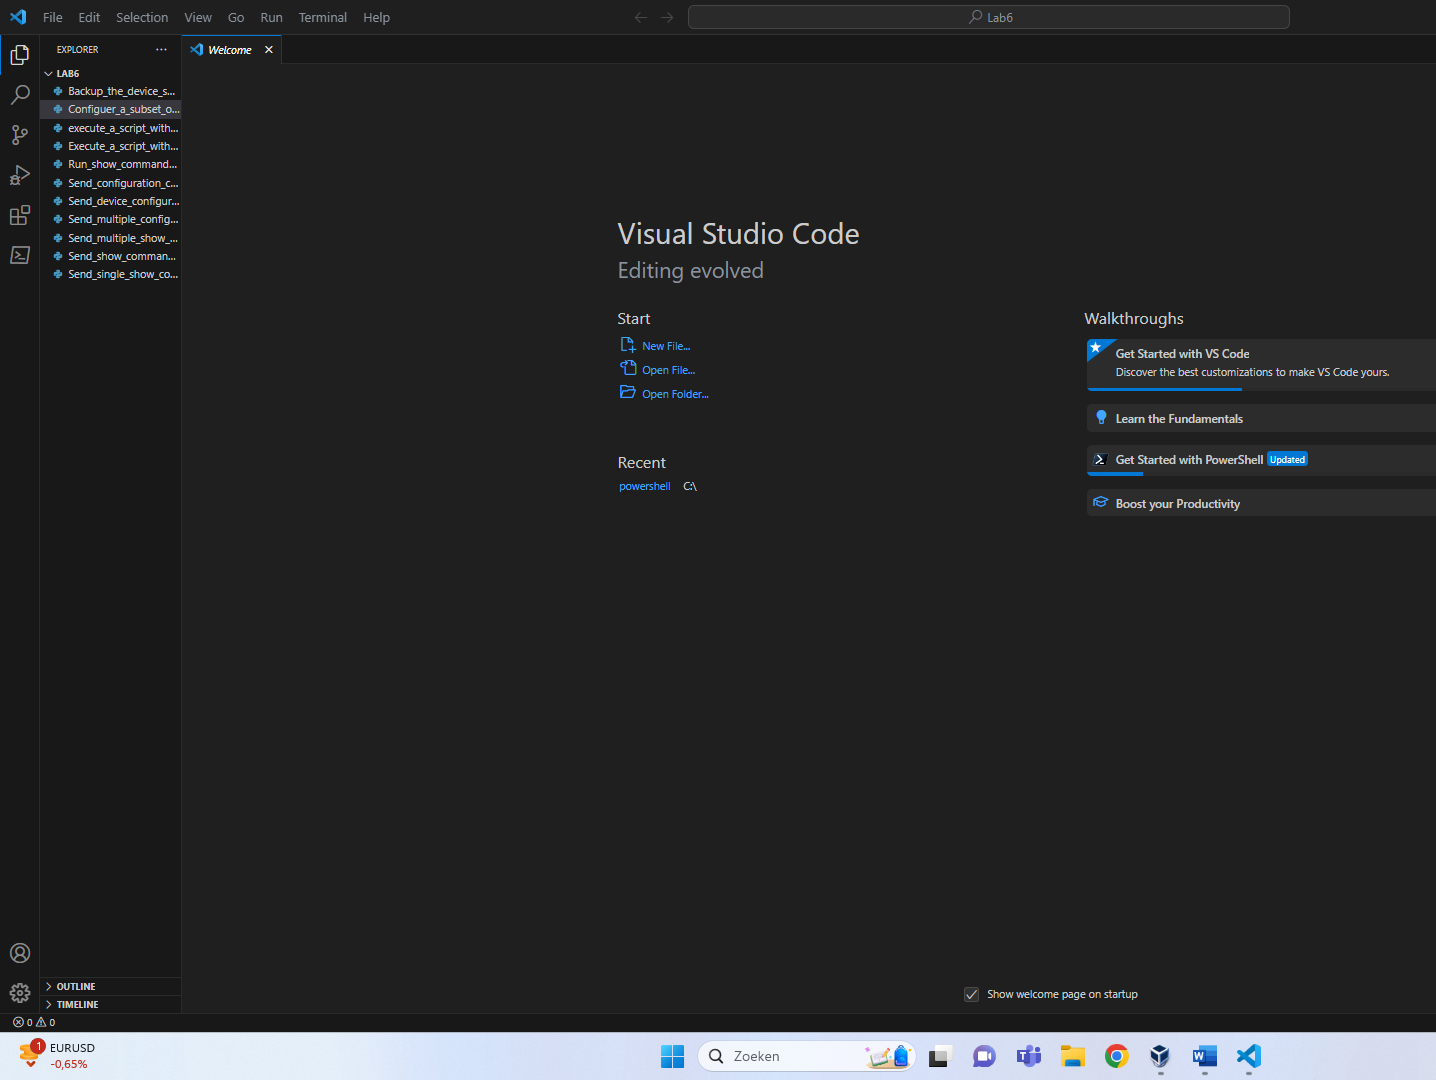 File Edit Selection View Go Run Terminal Help
Lab6
EXPLORER
Welcome
LAB6
Backup_the_device_s...
Configuer_a_subset_o...
execute_a_script_with...
Execute_a_script_with...
Run_show_command...
Send_configuration_c...
Send_device_configur...
Send_multiple_config...
Send_multiple_show_...
Send_show_comman...
Send_single_show_co...
Visual Studio Code
Editing evolved
Start
New File...
Open File...
Open Folder...
Recent
powershell C:\
Walkthroughs
Get Started with VS Code
Discover the best customizations to make VS Code yours.
Learn the Fundamentals
Get Started with PowerShell Updated
Boost your Productivity
OUTLINE
TIMELINE
Show welcome page on startup
0 0
1
EURUSD
-0,65%
Zoeken